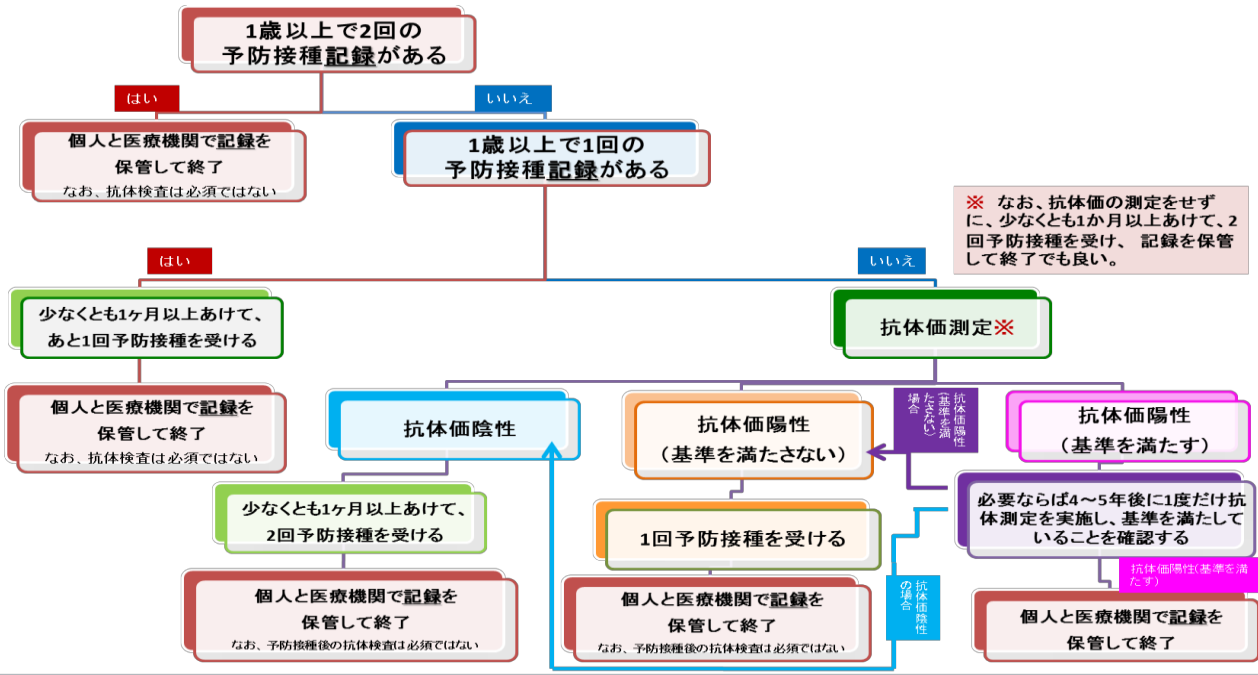 1歳以上で2回の
予防接種記録がある
はい
いいえ
個人と医療機関で記録を
保管して終了
なお、抗体検査は必須ではない
1歳以上で1回の
予防接種記録がある
※ なお、抗体価の測定をせず
に、少なくとも1か月以上あけて、2
回予防接種を受け、 記録を保管
して終了でも良い。
はい
いいえ
少なくとも1ヶ月以上あけて、
あと1回予防接種を受ける
抗体価測定※
個人と医療機関で記録を
保管して終了
なお、抗体検査は必須ではない
抗体価陰性
抗体価陽性
(基準を満たさない)
抗体価陽性
(基準を満
たさない)
場合
抗体価陽性
(基準を満たす)
少なくとも1ヶ月以上あけて、
2回予防接種を受ける
1回予防接種を受ける
必要ならば4~5年後に1度だけ抗
体測定を実施し、基準を満たして
いることを確認する
抗体価陰性
の場合
抗体価陽性(基準を満
たす)
個人と医療機関で記録を
保管して終了
なお、予防接種後の抗体検査は必須ではない
個人と医療機関で記録を
保管して終了
なお、予防接種後の抗体検査は必須ではない
個人と医療機関で記録を
保管して終了